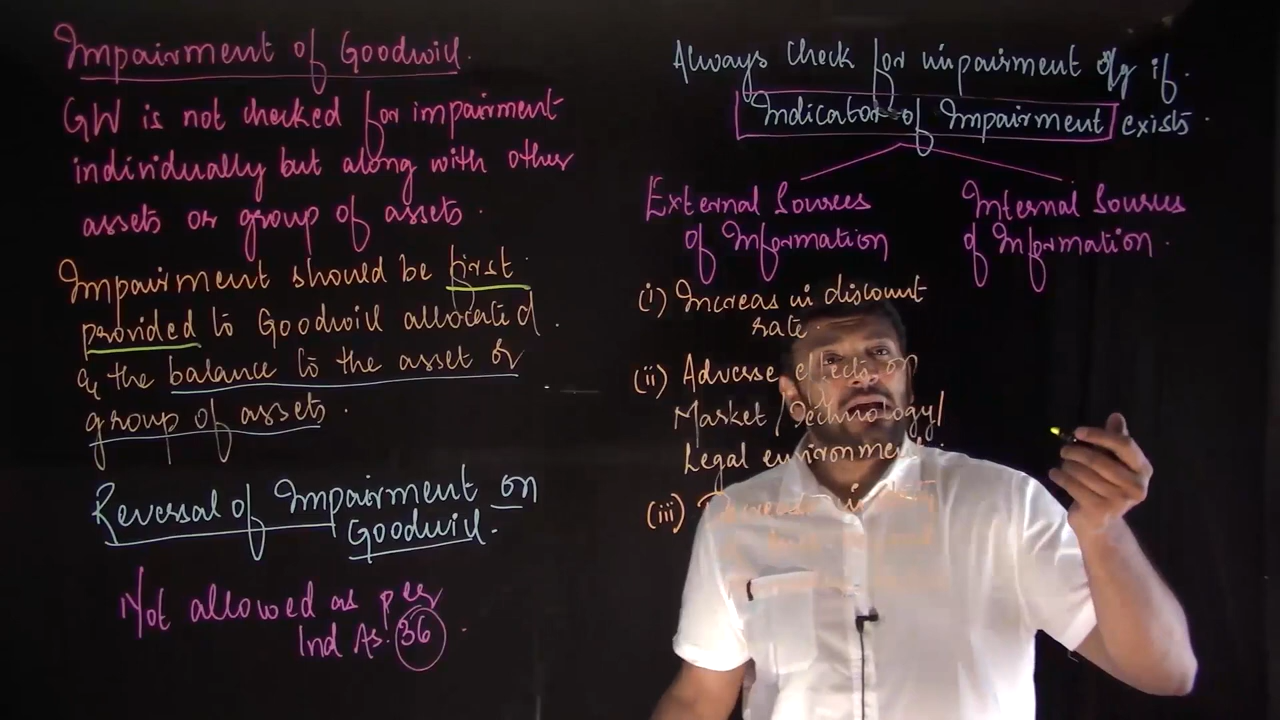 Impairment of Goodwill.
GW is not checked for impairment
individually but along with other
assets or group of assets.
Impairment should be first
provided to Goodwill allocated.
& the balance to the asset or
group of assets.
Reversal of Impairment on
Goodwill.
Not allowed as per
Ind As. 36.
Always check for impairment o/y if.
Indicator of Impairment exists.
External Sources
of Information
(i) Increas in discount
rate.
(ii) Adverse effects on
Market / Technology/
Legal environment.
(iii)
Internal Sources
of Information.